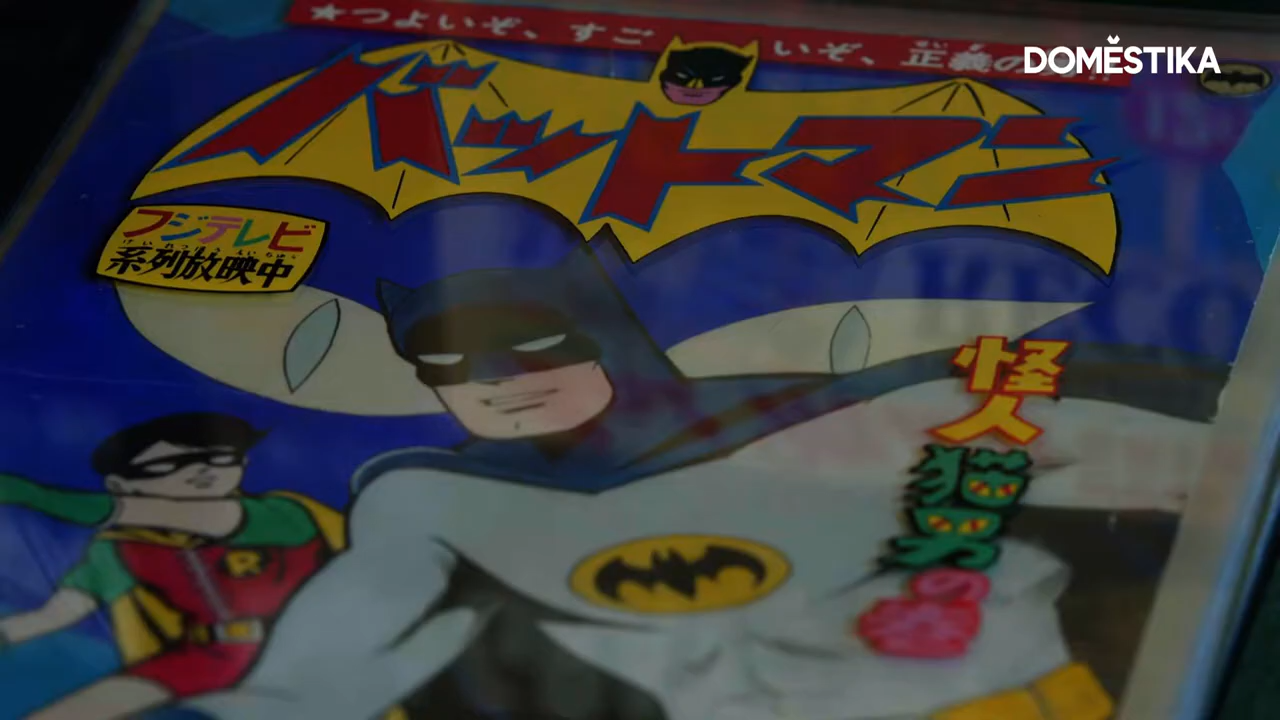 ★つよいぞ、すごいぞ、正義の
DOMESTIKA
バットマン
フジテレビ
系列放映中
怪人
猫男
の
R